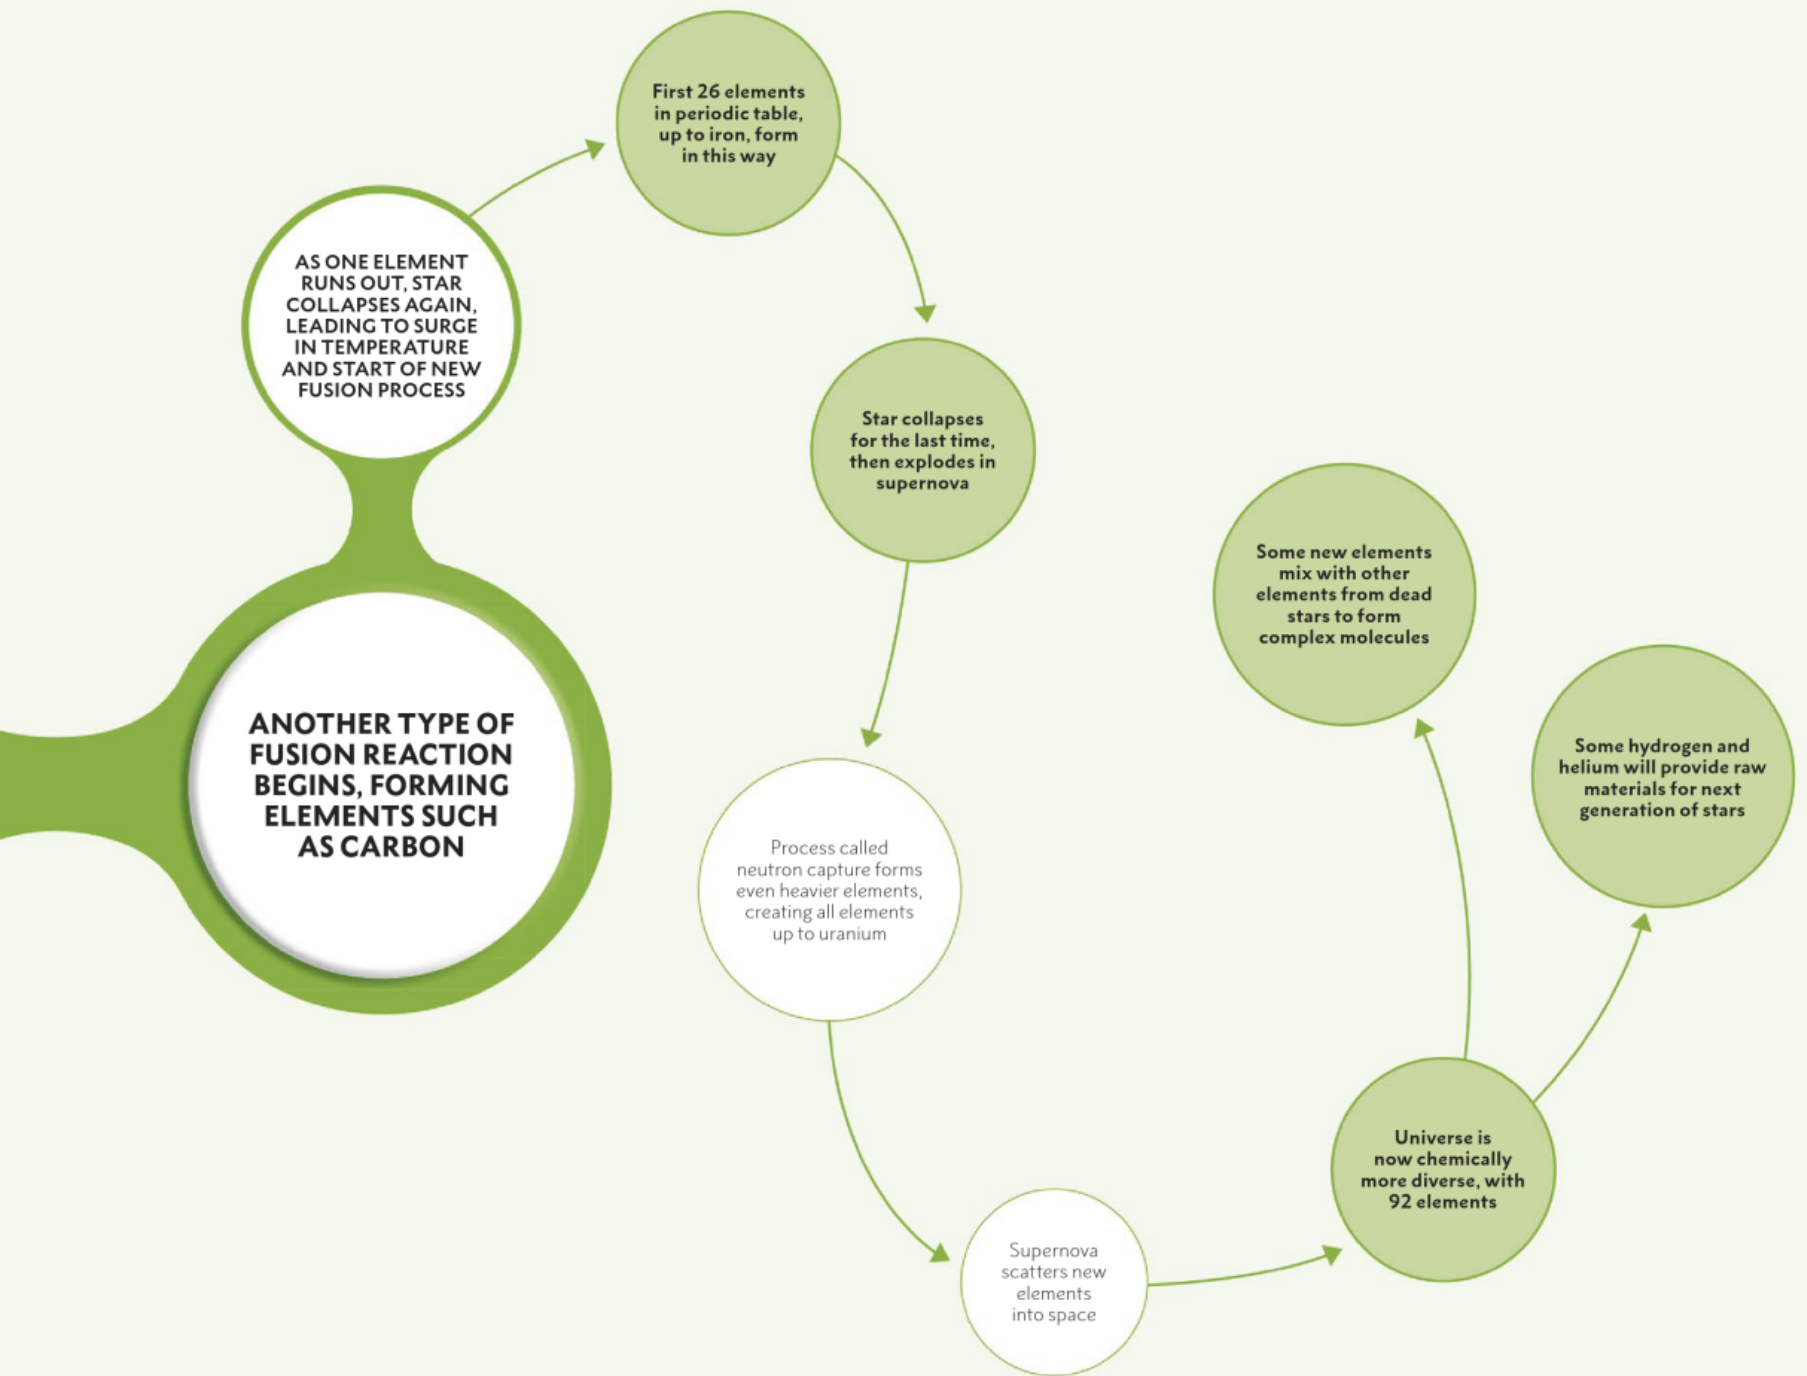 ANOTHER TYPE OF
FUSION REACTION
BEGINS, FORMING
ELEMENTS SUCH
AS CARBON
AS ONE ELEMENT
RUNS OUT, STAR
COLLAPSES AGAIN,
LEADING TO SURGE
IN TEMPERATURE
AND START OF NEW
FUSION PROCESS
First 26 elements
in periodic table,
up to iron, form
in this way
Star collapses
for the last time,
then explodes in
supernova
Process called
neutron capture forms
even heavier elements,
creating all elements
up to uranium
Supernova
scatters new
elements
into space
Universe is
now chemically
more diverse, with
92 elements
Some new elements
mix with other
elements from dead
stars to form
complex molecules
Some hydrogen and
helium will provide raw
materials for next
generation of stars